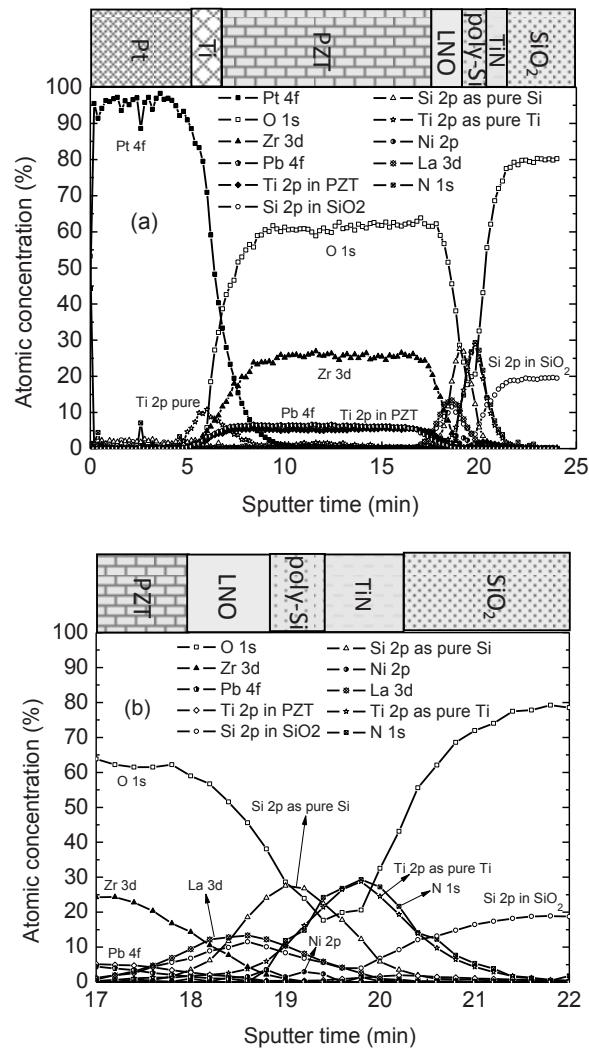 Pt Ti PZT LNO poly-Si TiN SiO2
Atomic concentration (%)
100
90
80
70
60
50
40
30
20
10
0
Pt 4f
O 1s
Zr 3d
Pb 4f
Ti 2p in PZT
Si 2p in SiO2
Si 2p as pure Si
Ti 2p as pure Ti
Ni 2p
La 3d
N 1s
Pt 4f
(a)
O 1s
Zr 3d
Si 2p in SiO2
Ti 2p pure
Pb 4f
Ti 2p in PZT
0 5 10 15 20 25
Sputter time (min)
PZT LNO poly-Si TiN SiO2
Atomic concentration (%)
100
90
80
70
60
50
40
30
20
10
0
O 1s
Zr 3d
Pb 4f
Ti 2p in PZT
Si 2p in SiO2
Si 2p as pure Si
Ni 2p
La 3d
Ti 2p as pure Ti
N 1s
(b)
O 1s
Si 2p as pure Si
Ti 2p as pure Ti
N 1s
Zr 3d
La 3d
Si 2p in SiO2
Ni 2p
Pb 4f
17 18 19 20 21 22
Sputter time (min)